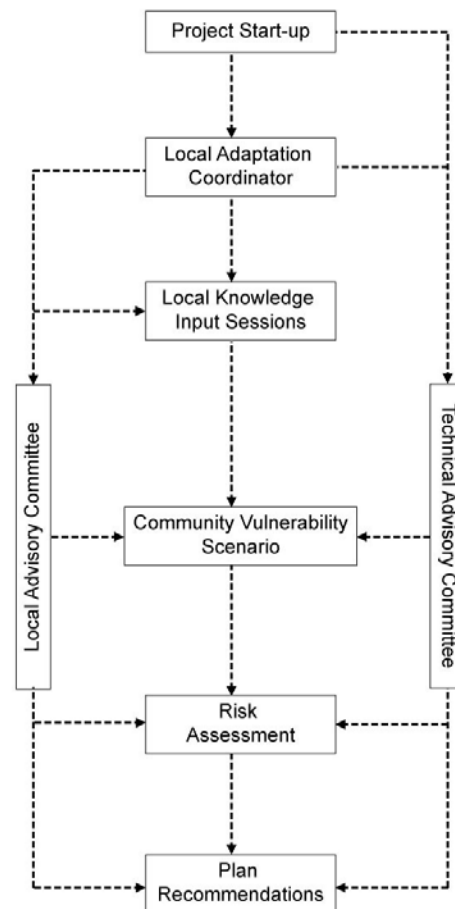 Project Start-up
Local Adaptation
Coordinator
Local Knowledge
Input Sessions
Local Advisory Committee
Technical Advisory Committee
Community Vulnerability
Scenario
Risk
Assessment
Plan
Recommendations